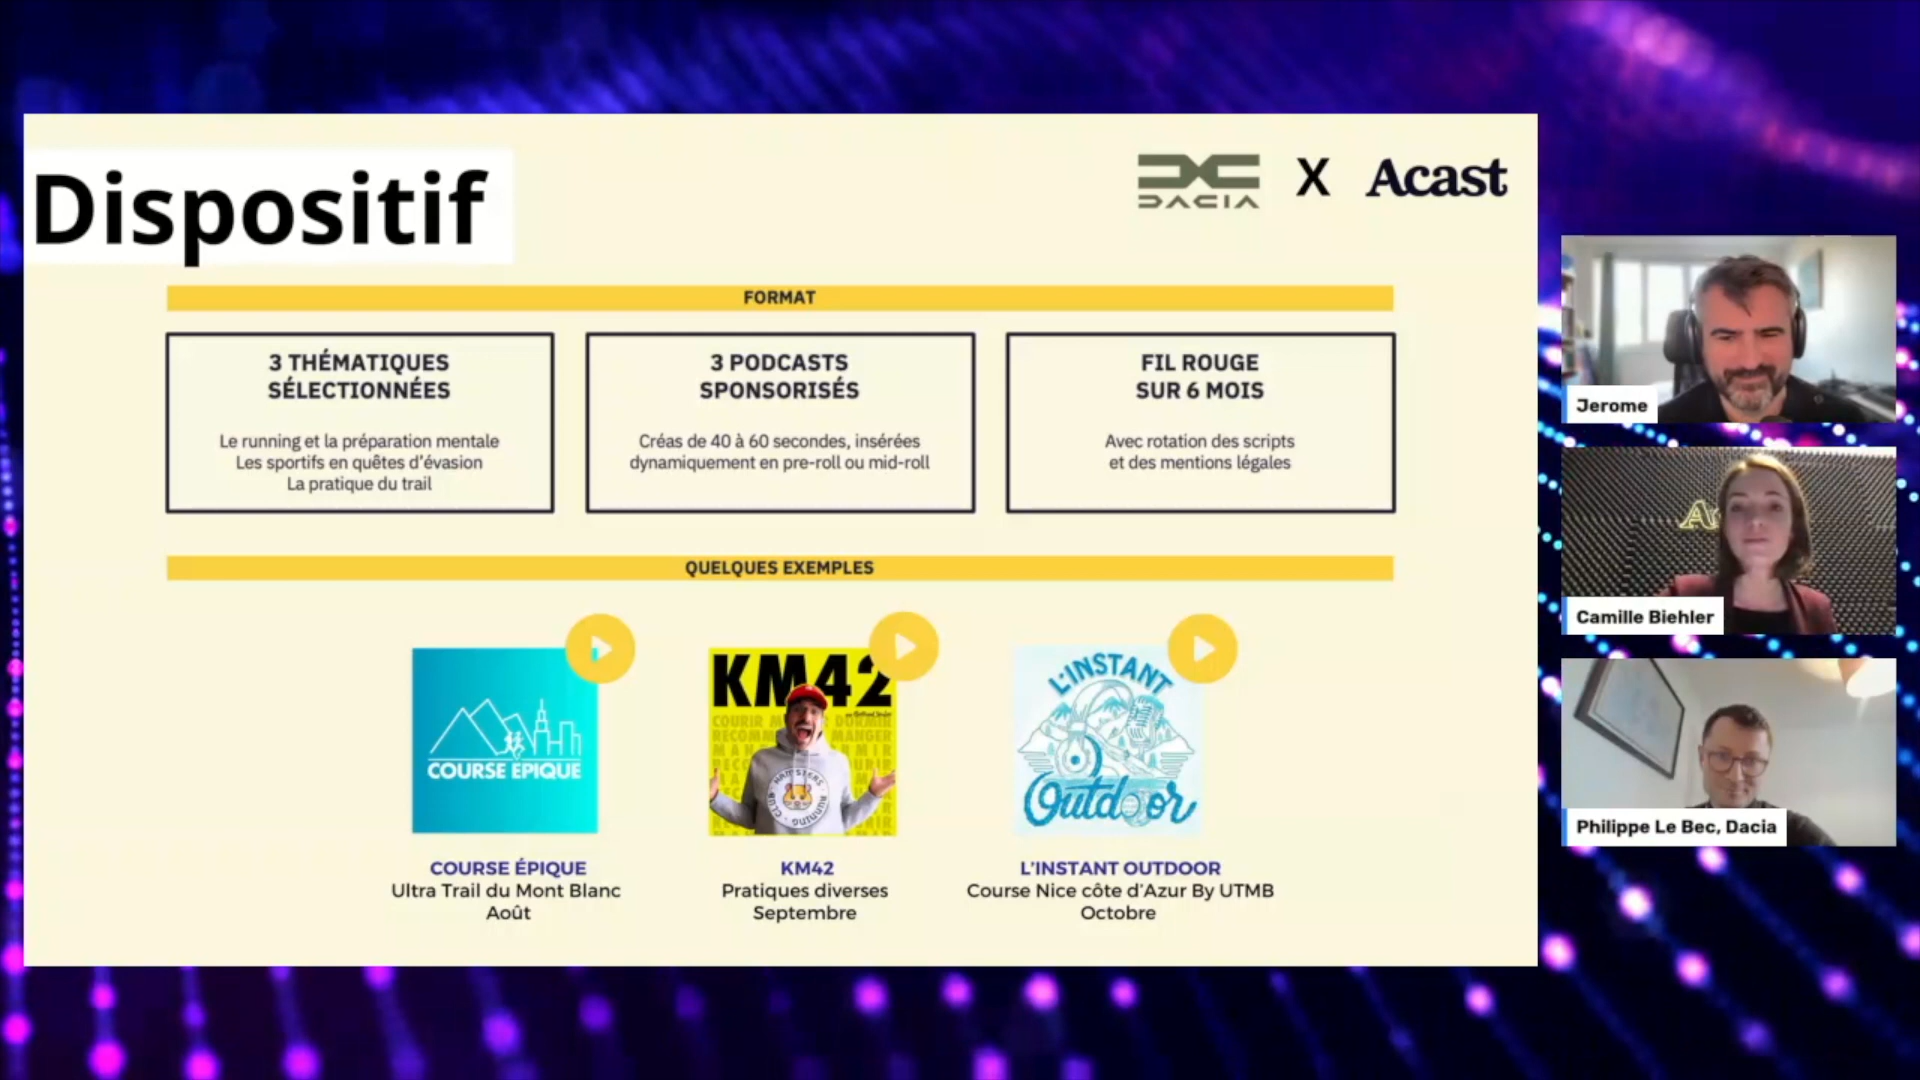 Dispositif
DACIA X Acast
FORMAT
3 THÉMATIQUES
SÉLECTIONNÉES
Le running et la préparation mentale
Les sportifs en quêtes d'évasion
La pratique du trail
3 PODCASTS
SPONSORISÉS
Créas de 40 à 60 secondes, insérées
dynamiquement en pre-roll ou mid-roll
FIL ROUGE
SUR 6 MOIS
Avec rotation des scripts
et des mentions légales
QUELQUES EXEMPLES
COURSE EPIQUE
KM42
HAMSTERS
RUNNING
CLUB
L'INSTANT
Outdoor
COURSE ÉPIQUE
Ultra Trail du Mont Blanc
Août
KM42
Pratiques diverses
Septembre
L'INSTANT OUTDOOR
Course Nice côte d'Azur By UTMB
Octobre
Jerome
Camille Biehler
Philippe Le Bec, Dacia